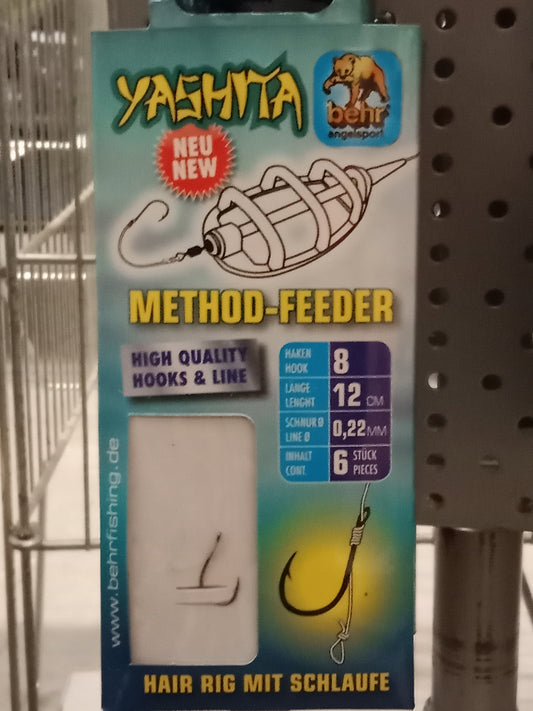 YASHITA
behr
angelsport
NEU
NEW
METHOD-FEEDER
HIGH QUALITY
HOOKS & LINE
HAKEN
HOOK
8
LÄNGE
LENGHT
12 CM
SCHNUR Ø
LINE Ø
0,22 MM
INHALT
CONT.
6 STÜCK
PIECES
www.behrfishing.de
HAIR RIG MIT SCHLAUFE